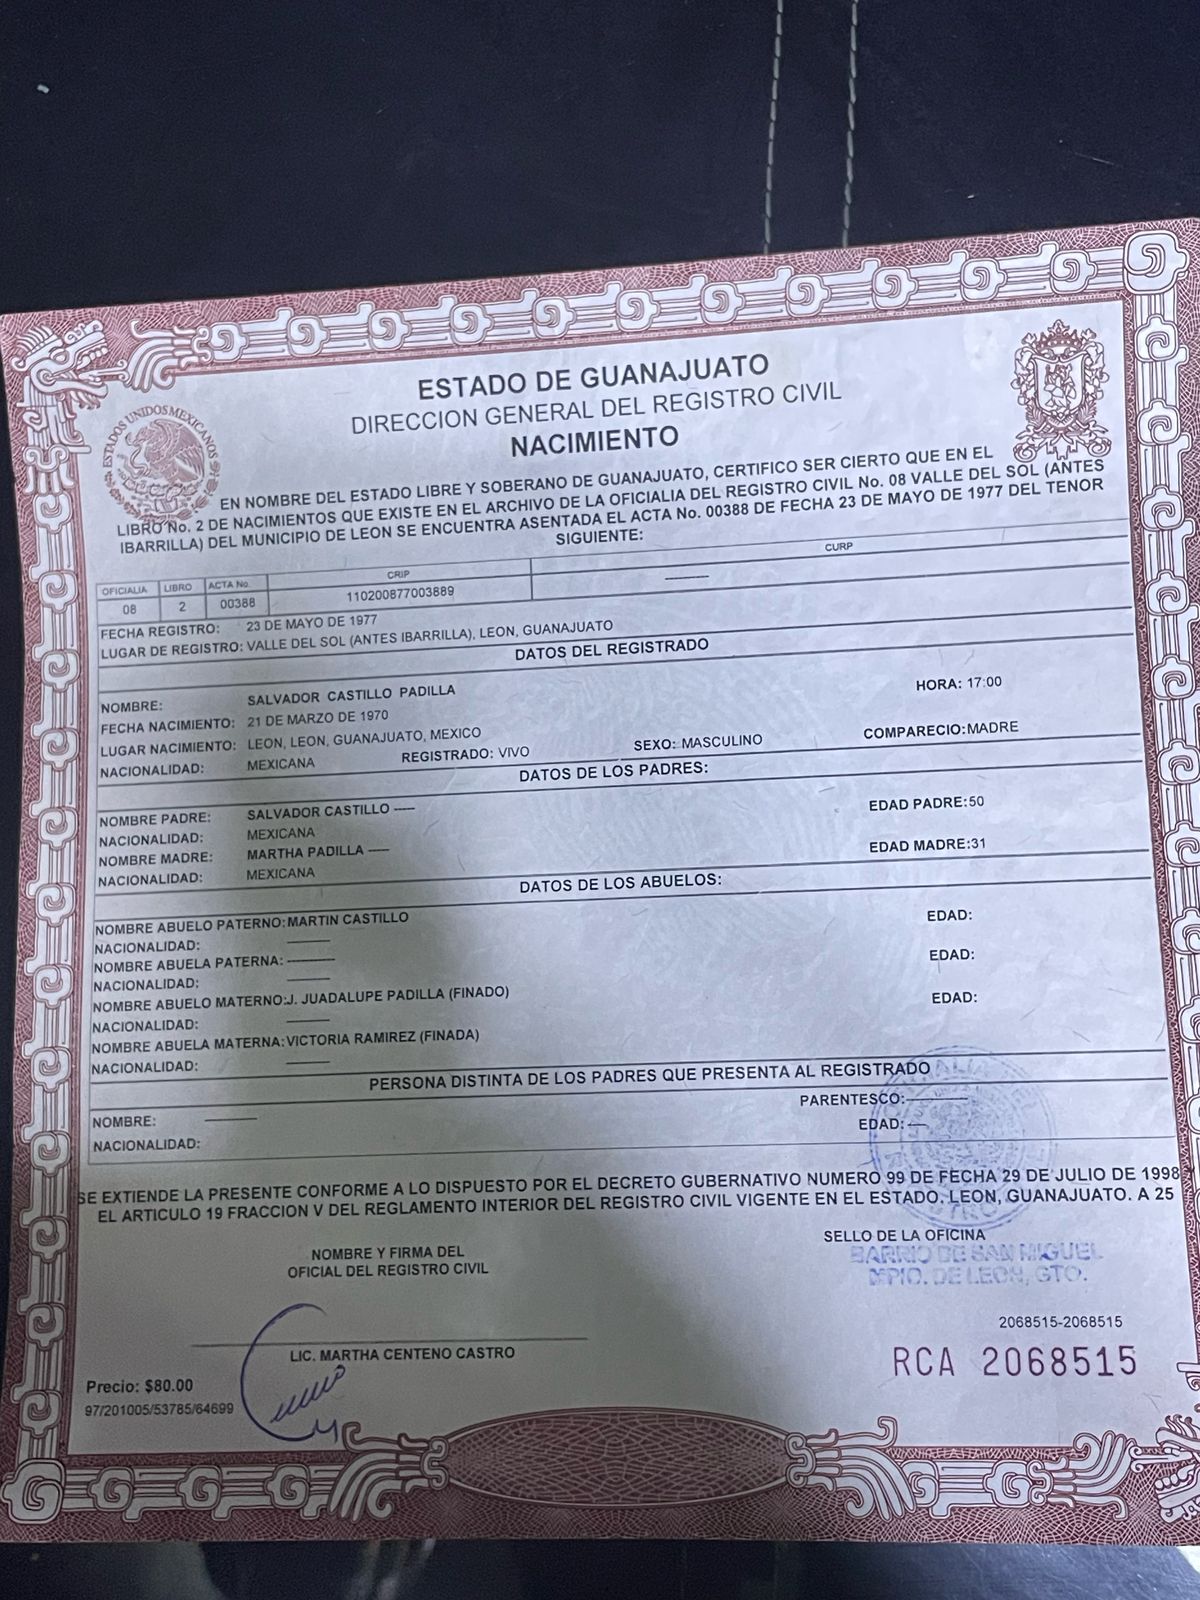 ESTADO DE GUANAJUATO
DIRECCION GENERAL DEL REGISTRO CIVIL
NACIMIENTO
ESTADOS UNIDOS MEXICANOS
EN NOMBRE DEL ESTADO LIBRE Y SOBERANO DE GUANAJUATO, CERTIFICO SER CIERTO QUE EN EL
LIBRO No. 2 DE NACIMIENTOS QUE EXISTE EN EL ARCHIVO DE LA OFICIALIA DEL REGISTRO CIVIL No. 08 VALLE DEL SOL (ANTES
IBARRILLA) DEL MUNICIPIO DE LEON SE ENCUENTRA ASENTADA EL ACTA No. 00388 DE FECHA 23 DE MAYO DE 1977 DEL TENOR
SIGUIENTE:
OFICIALIA LIBRO ACTA No. CRIP CURP
08 2 00388 110200877003889 ———
FECHA REGISTRO: 23 DE MAYO DE 1977
LUGAR DE REGISTRO: VALLE DEL SOL (ANTES IBARRILLA), LEON, GUANAJUATO
DATOS DEL REGISTRADO
NOMBRE: SALVADOR CASTILLO PADILLA HORA: 17:00
FECHA NACIMIENTO: 21 DE MARZO DE 1970
LUGAR NACIMIENTO: LEON, LEON, GUANAJUATO, MEXICO
NACIONALIDAD: MEXICANA REGISTRADO: VIVO SEXO: MASCULINO COMPARECIO: MADRE
DATOS DE LOS PADRES:
NOMBRE PADRE: SALVADOR CASTILLO —— EDAD PADRE:50
NACIONALIDAD: MEXICANA
NOMBRE MADRE: MARTHA PADILLA —— EDAD MADRE:31
NACIONALIDAD: MEXICANA
DATOS DE LOS ABUELOS:
NOMBRE ABUELO PATERNO: MARTIN CASTILLO EDAD:
NACIONALIDAD: ———
NOMBRE ABUELA PATERNA: ——— EDAD:
NACIONALIDAD: ———
NOMBRE ABUELO MATERNO: J. JUADALUPE PADILLA (FINADO) EDAD:
NACIONALIDAD: ———
NOMBRE ABUELA MATERNA: VICTORIA RAMIREZ (FINADA)
NACIONALIDAD: ———
PERSONA DISTINTA DE LOS PADRES QUE PRESENTA AL REGISTRADO
PARENTESCO: ———
NOMBRE: ——— EDAD: —
NACIONALIDAD:
SE EXTIENDE LA PRESENTE CONFORME A LO DISPUESTO POR EL DECRETO GUBERNATIVO NUMERO 99 DE FECHA 29 DE JULIO DE 1998
EL ARTICULO 19 FRACCION V DEL REGLAMENTO INTERIOR DEL REGISTRO CIVIL VIGENTE EN EL ESTADO. LEON, GUANAJUATO. A 25
NOMBRE Y FIRMA DEL
OFICIAL DEL REGISTRO CIVIL
SELLO DE LA OFICINA
BARRIO DE SAN MIGUEL
MPIO. DE LEON, GTO.
LIC. MARTHA CENTENO CASTRO
2068515-2068515
RCA 2068515
Precio: $80.00
97/201005/53785/64699